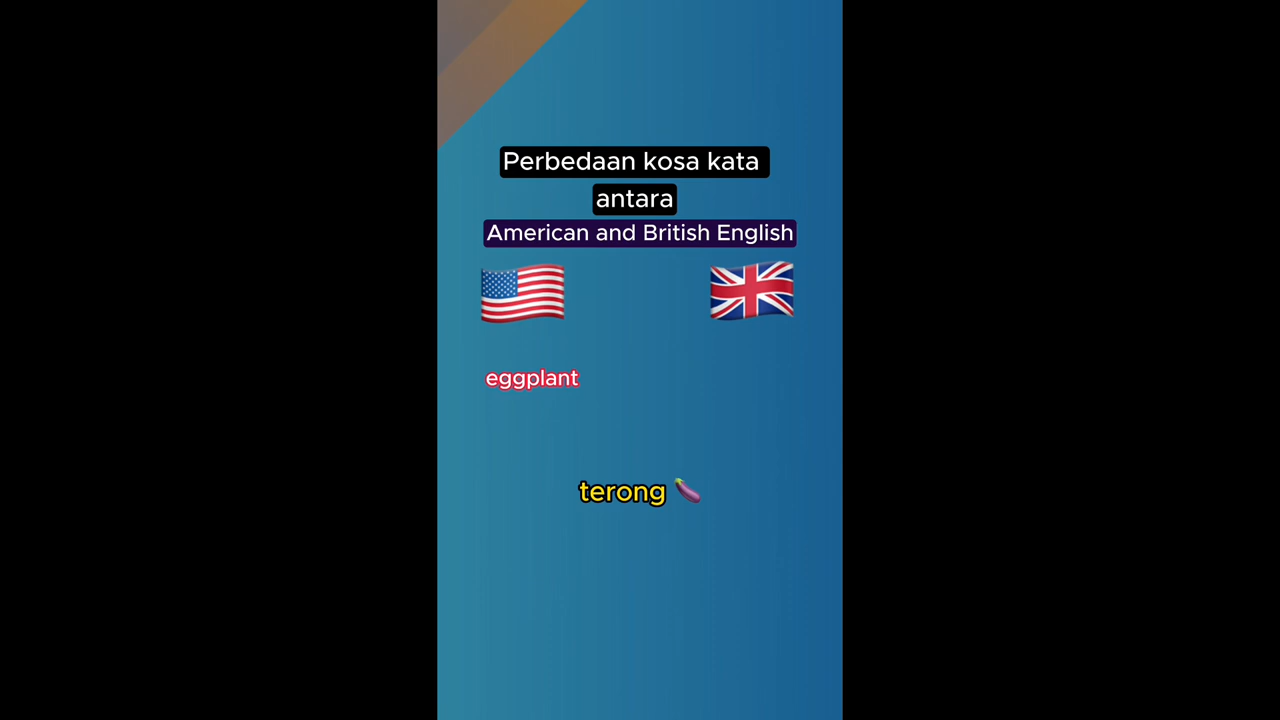 Perbedaan kosa kata
antara
American and British English
eggplant
terong 🍆